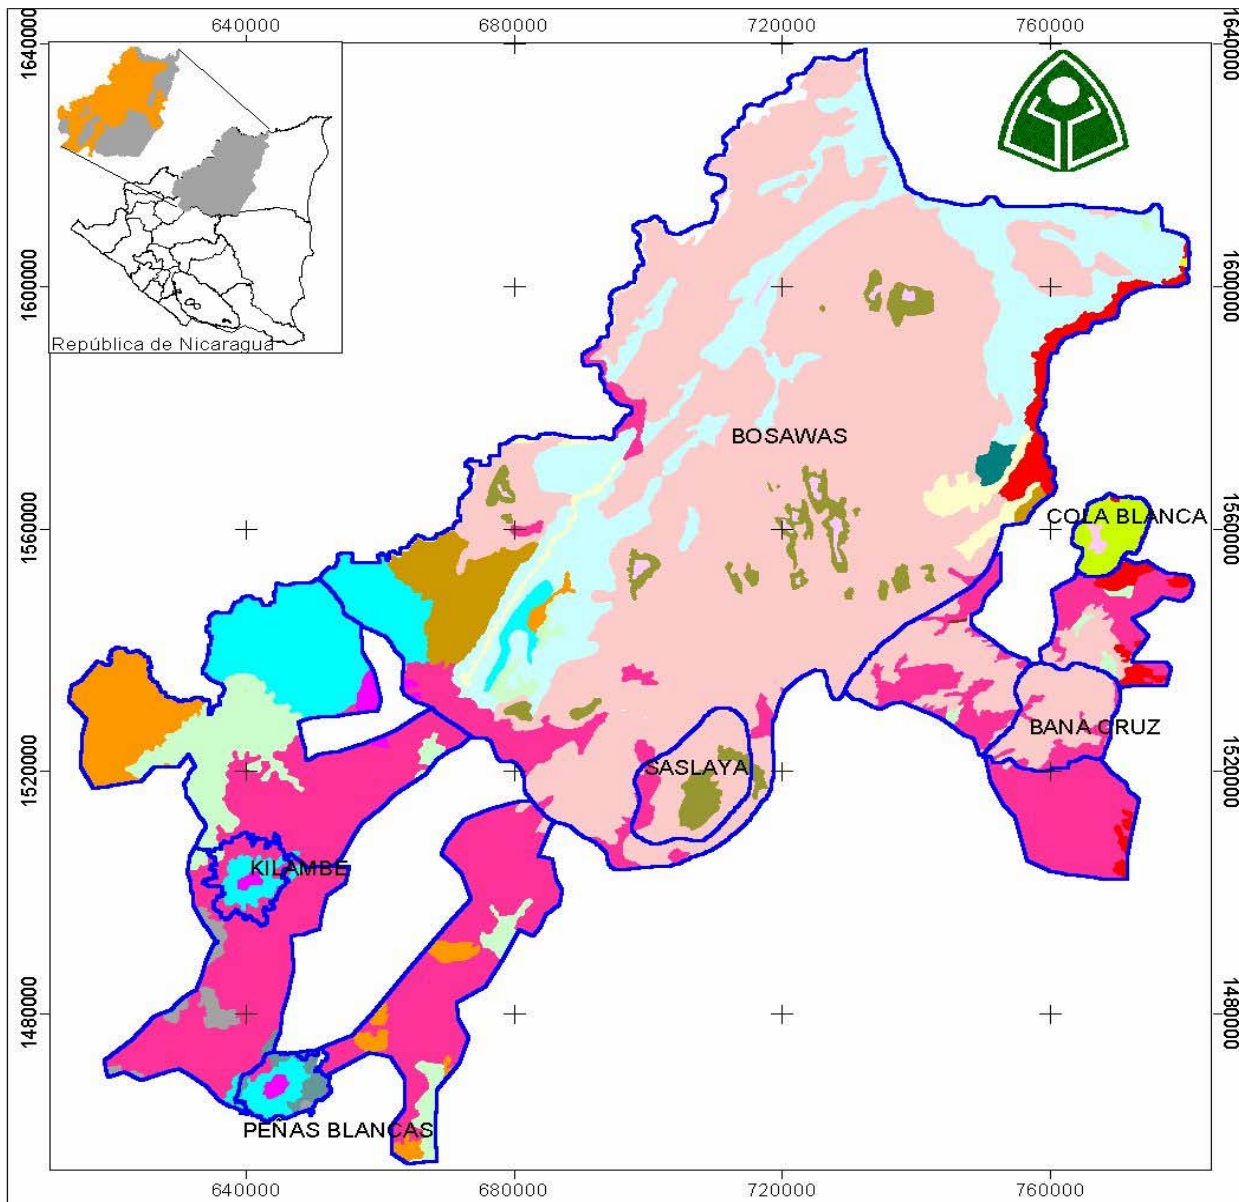 640000 680000 720000 760000
1640000 1640000
República de Nicaragua
1600000 1600000
BOSAWAS
1560000 1560000
COLA BLANCA
BANA CRUZ
SASLAYA
1520000 1520000
KILAMBE
1480000 1480000
PEÑAS BLANCAS
640000 680000 720000 760000